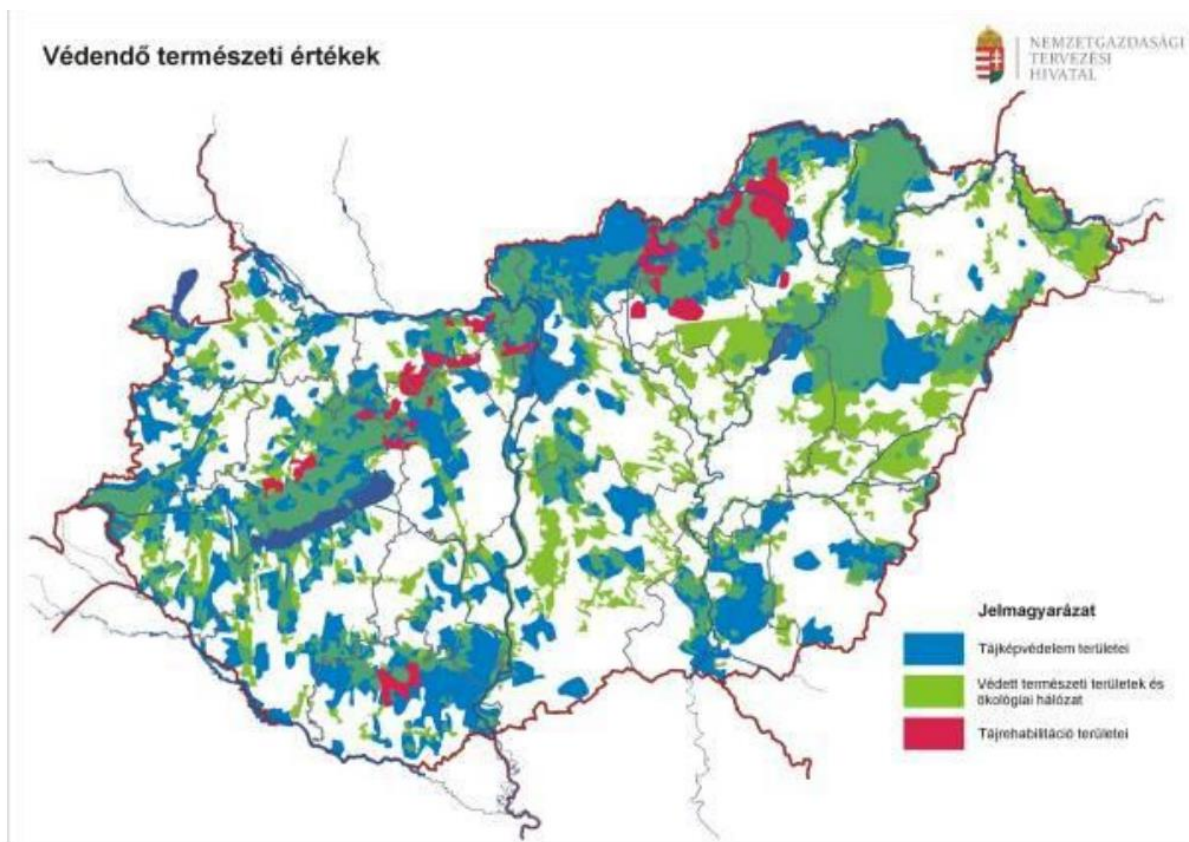 Védendő természeti értékek
NEMZETGAZDASÁGI
TERVEZÉSI
HIVATAL
Jelmagyarázat
Tájképvédelem területei
Védett természeti területek és
ökológiai hálózat
Tájrehabilitáció területei